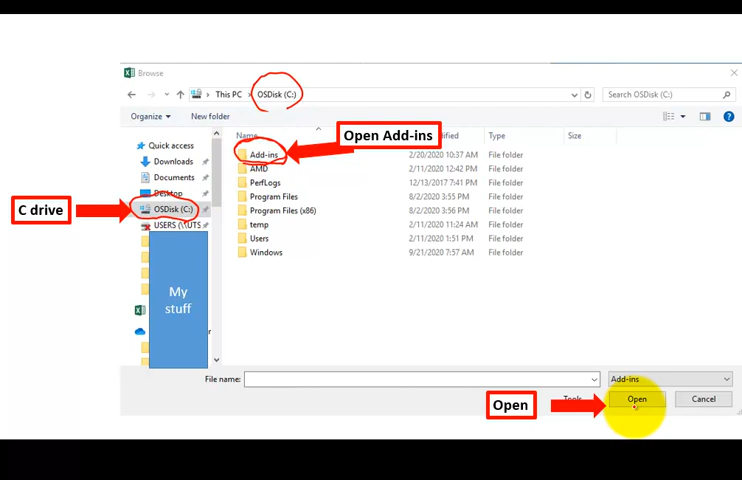 Browse
This PC > OSDisk (C:)
Search OSDisk (C:)
Organize
New folder
Open Add-ins
Name
Type
Size
Quick access
Downloads
Documents
Desktop
OSDisk (C:)
USERS (\\UTS
C drive
My
stuff
Add-ins 2/20/2020 10:37 AM File folder
AMD 2/11/2020 12:42 PM File folder
PerfLogs 12/13/2017 7:41 PM File folder
Program Files 8/2/2020 3:55 PM File folder
Program Files (x86) 8/2/2020 3:56 PM File folder
temp 2/11/2020 11:24 AM File folder
Users 2/11/2020 1:51 PM File folder
Windows 9/21/2020 7:57 AM File folder
File name:
Add-ins
Open
Tools
Open
Cancel